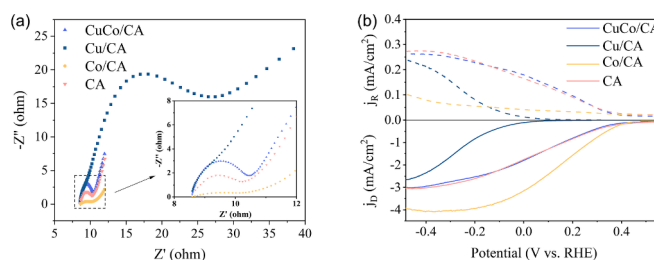 (a)
CuCo/CA
Cu/CA
Co/CA
CA
-Z'' (ohm)
25
20
15
10
5
0
5 10 15 20 25 30 35 40
Z' (ohm)
-Z'' (ohm)
8
6
4
2
0
8 9 10 11 12
Z' (ohm)
(b)
CuCo/CA
Cu/CA
Co/CA
CA
j_R (mA/cm²)
0.4
0.3
0.2
0.1
0.0
j_D (mA/cm²)
-1
-2
-3
-4
-0.4 -0.2 0.0 0.2 0.4
Potential (V vs. RHE)